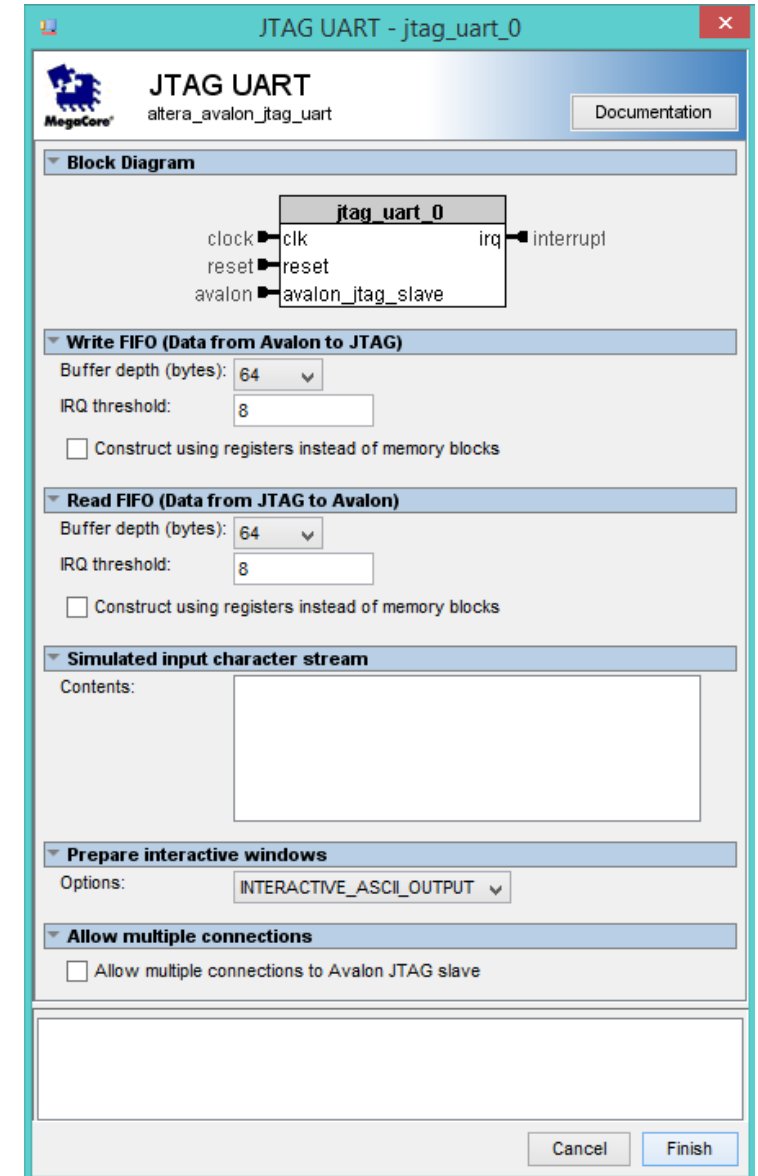 JTAG UART - jtag_uart_0
MegaCore®
JTAG UART
altera_avalon_jtag_uart
Documentation
Block Diagram
jtag_uart_0
clock clk irq interrupt
reset reset
avalon avalon_jtag_slave
Write FIFO (Data from Avalon to JTAG)
Buffer depth (bytes): 64
IRQ threshold: 8
Construct using registers instead of memory blocks
Read FIFO (Data from JTAG to Avalon)
Buffer depth (bytes): 64
IRQ threshold: 8
Construct using registers instead of memory blocks
Simulated input character stream
Contents:
Prepare interactive windows
Options: INTERACTIVE_ASCII_OUTPUT
Allow multiple connections
Allow multiple connections to Avalon JTAG slave
Cancel Finish